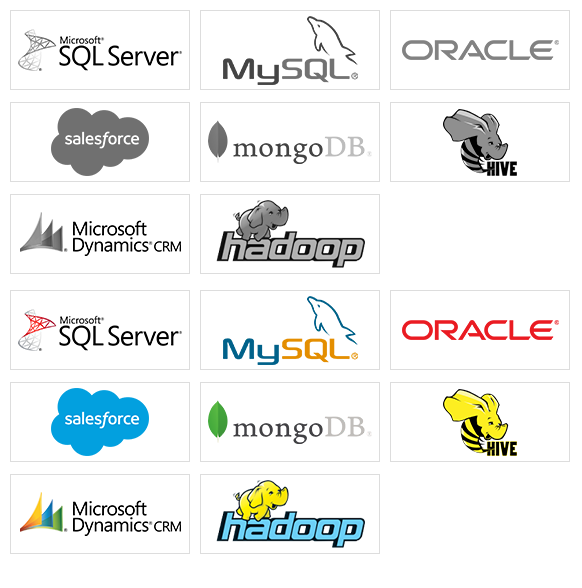 Microsoft®
SQL Server®
MySQL®
ORACLE®
salesforce
mongoDB®
HIVE
Microsoft
Dynamics® CRM
hadoop
Microsoft®
SQL Server®
MySQL®
ORACLE®
salesforce
mongoDB®
HIVE
Microsoft
Dynamics® CRM
hadoop